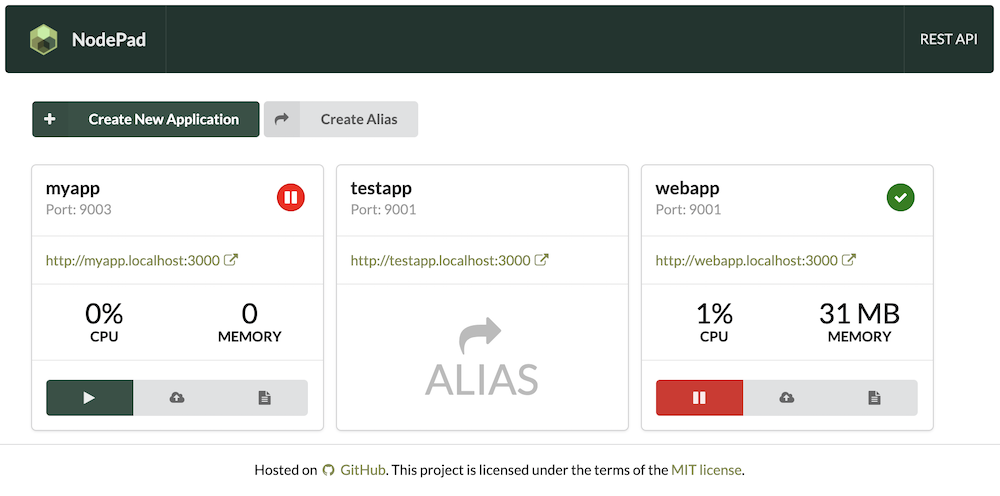 NodePad
REST API
Create New Application
Create Alias
myapp
Port: 9003
http://myapp.localhost:3000
0%
CPU
0
MEMORY
testapp
Port: 9001
http://testapp.localhost:3000
ALIAS
webapp
Port: 9001
http://webapp.localhost:3000
1%
CPU
31 MB
MEMORY
Hosted on GitHub. This project is licensed under the terms of the MIT license.